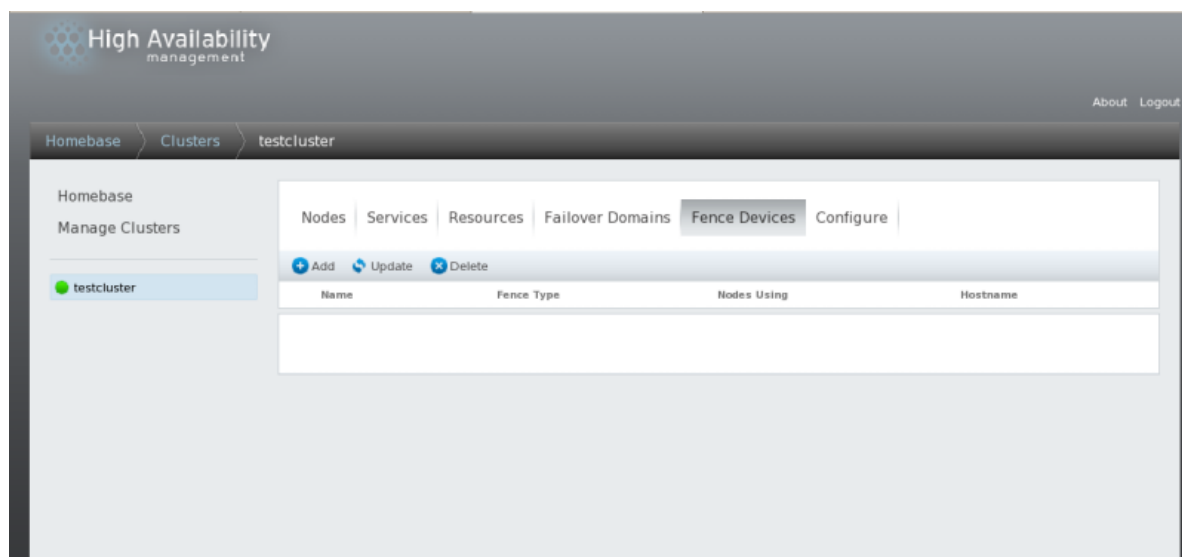 High Availability
management
About Logout
Homebase Clusters testcluster
Homebase
Manage Clusters
testcluster
Nodes Services Resources Failover Domains Fence Devices Configure
Add Update Delete
Name Fence Type Nodes Using Hostname